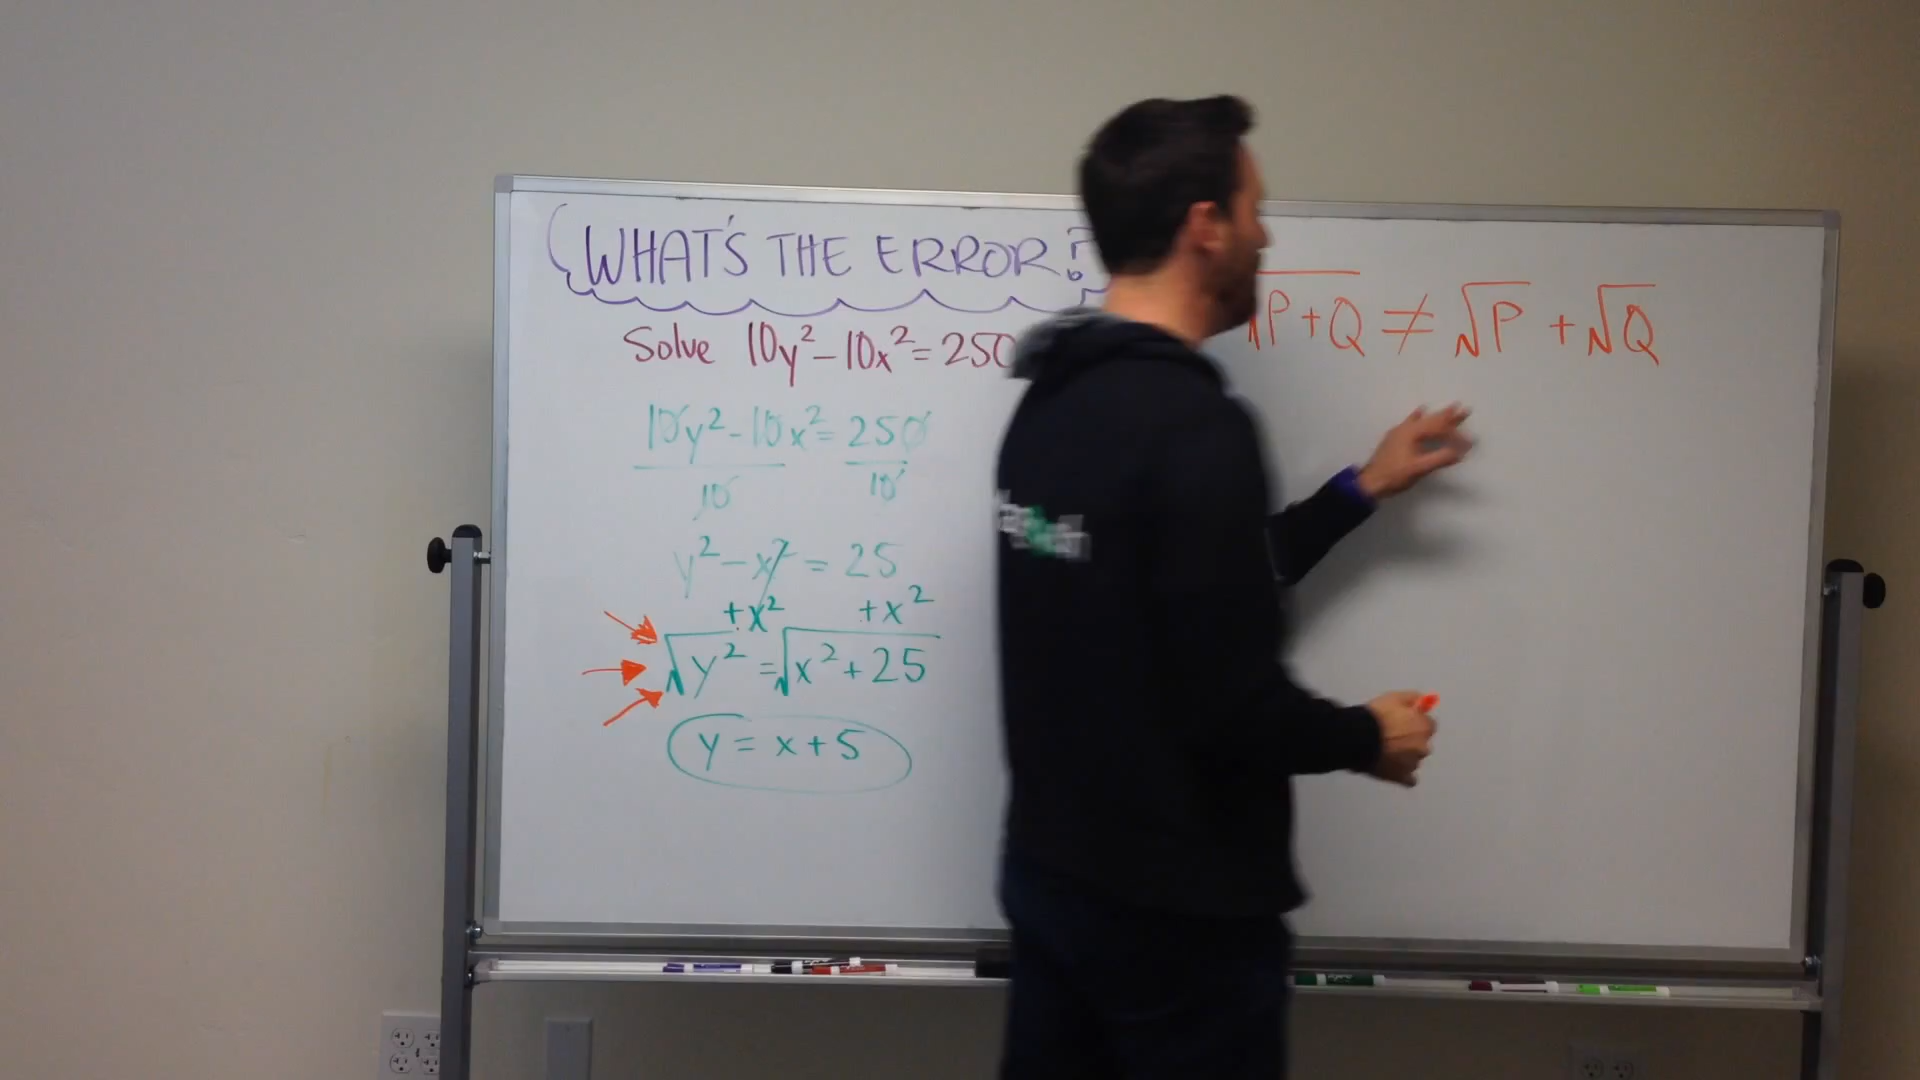 WHAT'S THE ERROR?
Solve 10y²-10x²=250
10y²-10x²=250
10 10
y²-x²=25
+x² +x²
√y²=√x²+25
y=x+5
√P+Q≠√P+√Q